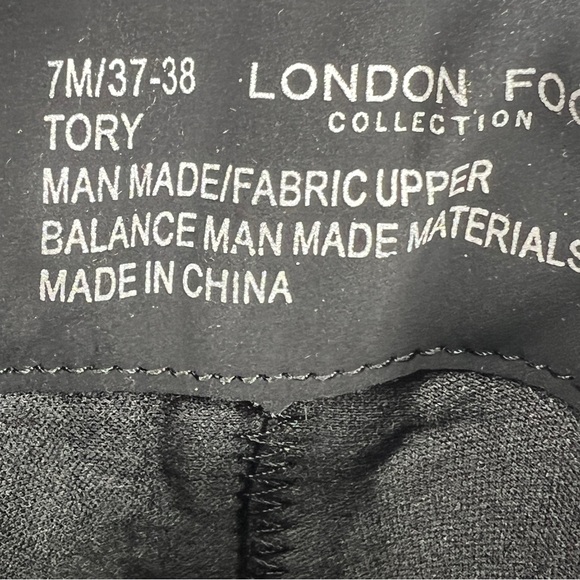 7M/37-38
TORY
MAN MADE/FABRIC UPPER
BALANCE MAN MADE MATERIALS
MADE IN CHINA
LONDON
COLLECTION